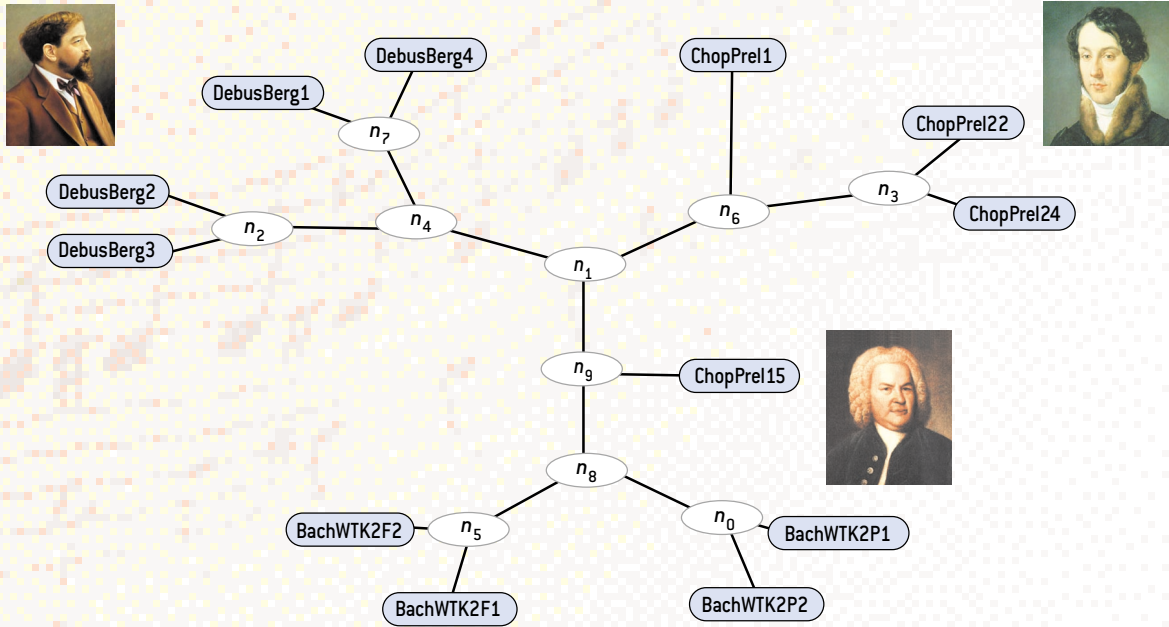 DebusBerg4
ChopPrel1
DebusBerg1
ChopPrel22
n7
DebusBerg2
n3
n6
ChopPrel24
n4
n2
DebusBerg3
n1
n9
ChopPrel15
n8
n0
BachWTK2F2
n5
BachWTK2P1
BachWTK2F1
BachWTK2P2